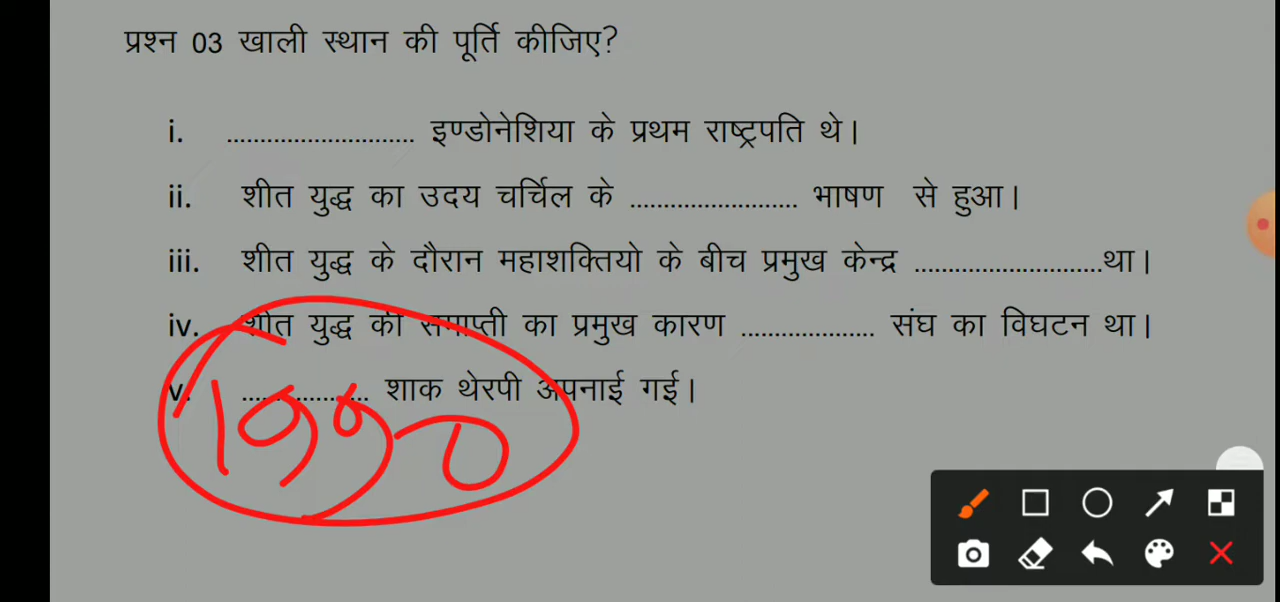 प्रश्न 03 खाली स्थान की पूर्ति कीजिए?
i. ............................ इण्डोनेशिया के प्रथम राष्ट्रपति थे।
ii. शीत युद्ध का उदय चर्चिल के ......................... भाषण से हुआ।
iii. शीत युद्ध के दौरान महाशक्तियो के बीच प्रमुख केन्द्र ............................था।
iv. शीत युद्ध की समाप्ती का प्रमुख कारण .................... संघ का विघटन था।
v. ................... शाक थेरपी अपनाई गई।
1990